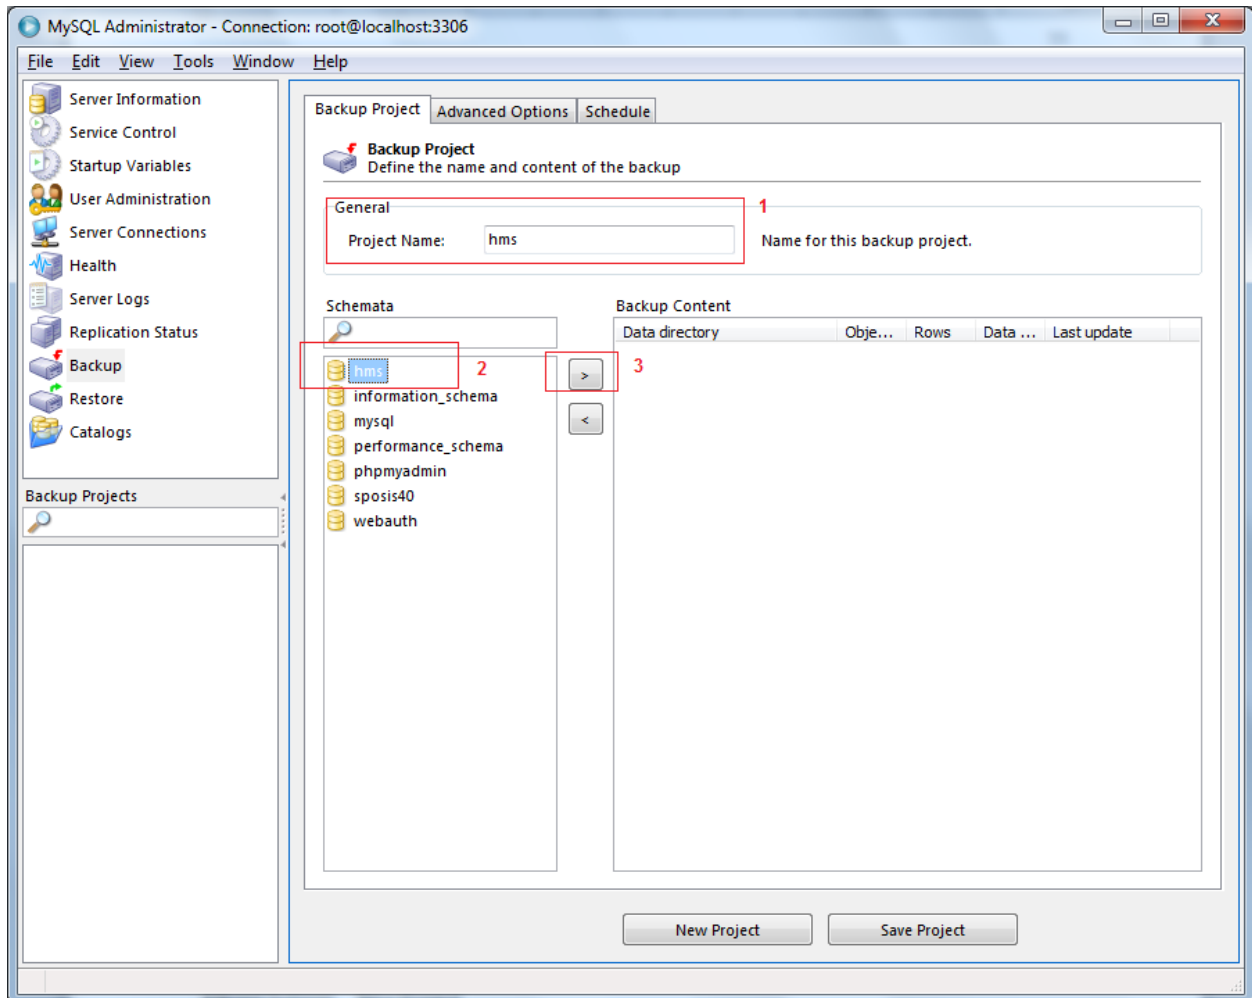 MySQL Administrator - Connection: root@localhost:3306
File Edit View Tools Window Help
Server Information
Service Control
Startup Variables
User Administration
Server Connections
Health
Server Logs
Replication Status
Backup
Restore
Catalogs
Backup Projects
Backup Project Advanced Options Schedule
Backup Project
Define the name and content of the backup
General 1
Project Name: hms Name for this backup project.
Schemata
hms 2
information_schema
mysql
performance_schema
phpmyadmin
sposis40
webauth
> 3
<
Backup Content
Data directory Obje... Rows Data ... Last update
New Project Save Project